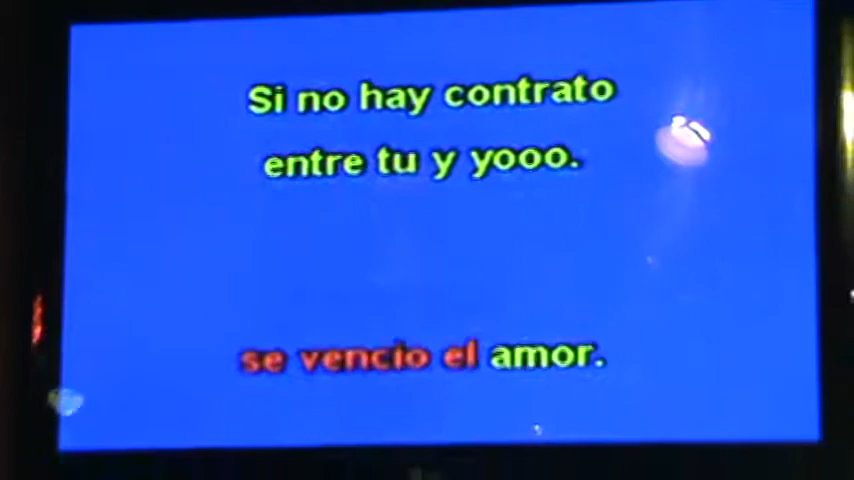 Si no hay contrato
entre tu y yooo.
se vencio el amor.